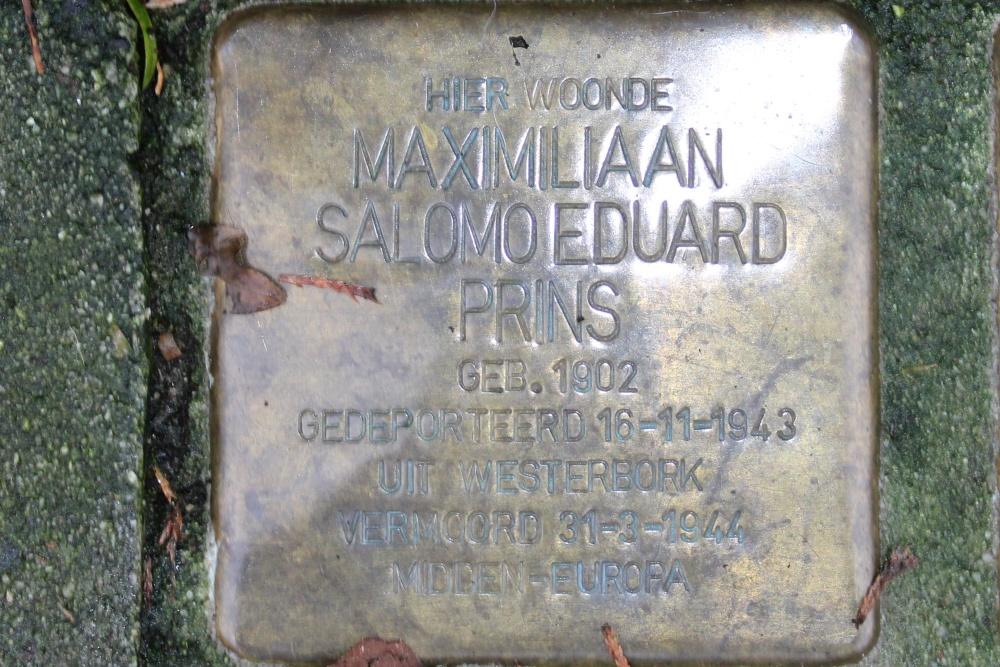 HIER WOONDE
MAXIMILIAAN
SALOMO EDUARD
PRINS
GEB. 1902
GEDEPORTEERD 16-11-1943
UIT WESTERBORK
VERMOORD 31-3-1944
MIDDEN-EUROPA